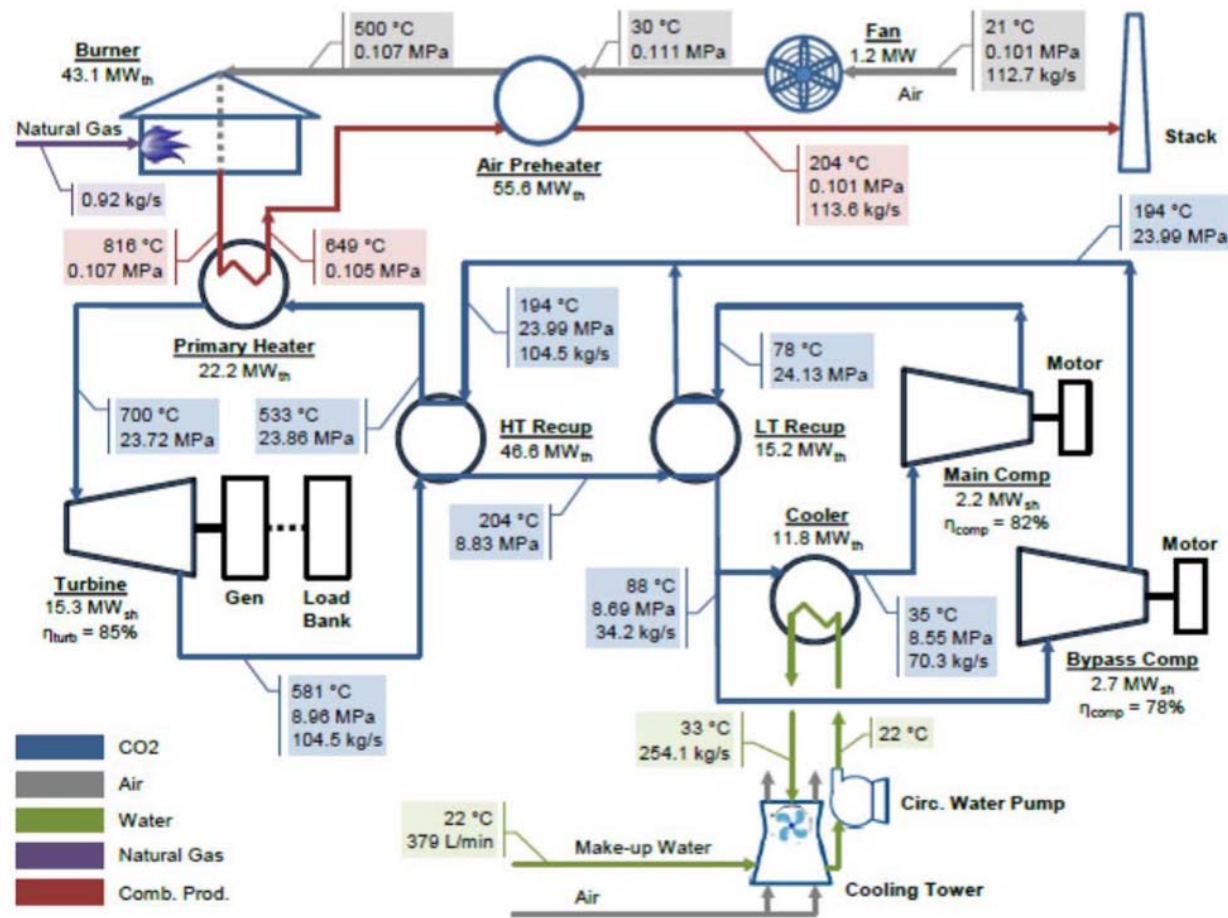 Burner
43.1 MWth
500 °C
0.107 MPa
30 °C
0.111 MPa
Fan
1.2 MW
21 °C
0.101 MPa
112.7 kg/s
Air
Natural Gas
0.92 kg/s
Air Preheater
55.6 MWth
204 °C
0.101 MPa
113.6 kg/s
Stack
194 °C
23.99 MPa
816 °C
0.107 MPa
649 °C
0.105 MPa
Primary Heater
22.2 MWth
194 °C
23.99 MPa
104.5 kg/s
78 °C
24.13 MPa
Motor
700 °C
23.72 MPa
533 °C
23.86 MPa
HT Recup
46.6 MWth
LT Recup
15.2 MWth
Main Comp
2.2 MWsh
ηcomp = 82%
204 °C
8.83 MPa
Cooler
11.8 MWth
Motor
Turbine
15.3 MWsh
ηturb = 85%
Gen
Load
Bank
88 °C
8.69 MPa
34.2 kg/s
35 °C
8.55 MPa
70.3 kg/s
Bypass Comp
2.7 MWsh
ηcomp = 78%
581 °C
8.96 MPa
104.5 kg/s
33 °C
254.1 kg/s
22 °C
CO2
Air
Water
Natural Gas
Comb. Prod.
22 °C
379 L/min
Make-up Water
Circ. Water Pump
Air
Cooling Tower